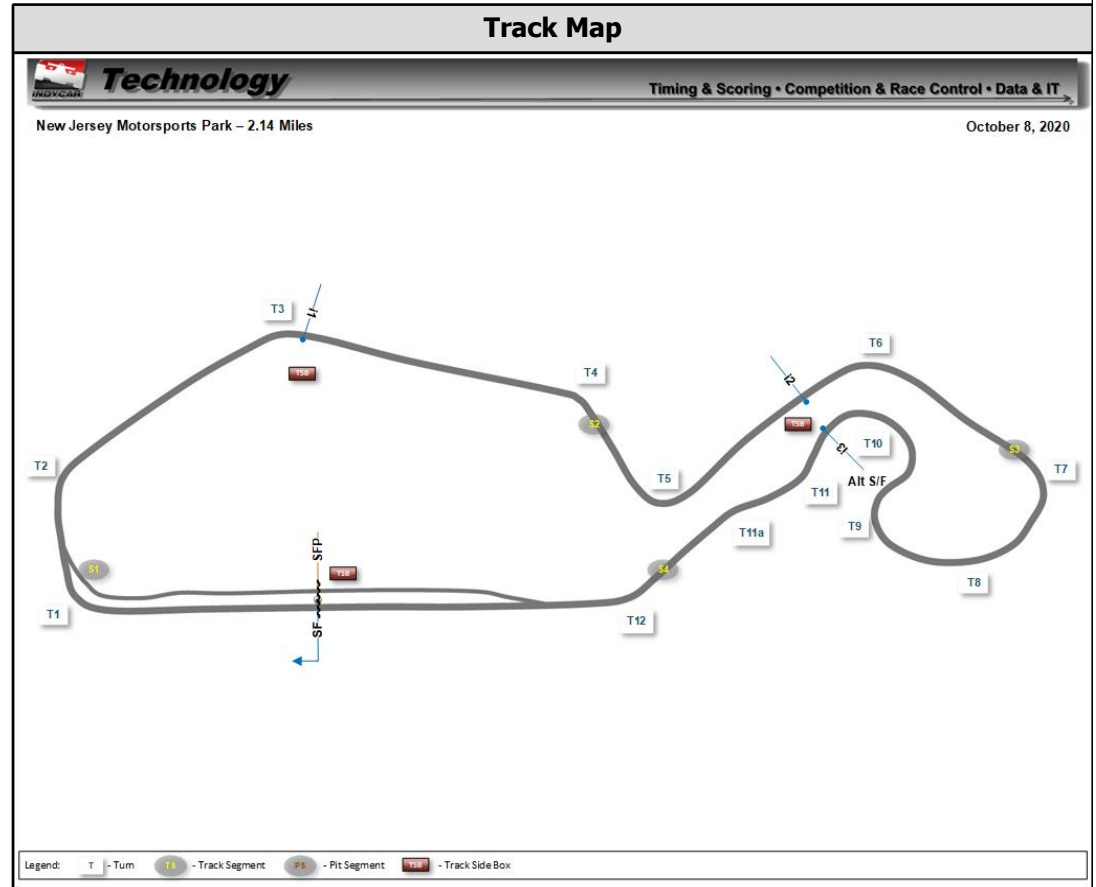 Track Map
INDYCAR
Technology
Timing & Scoring • Competition & Race Control • Data & IT
New Jersey Motorsports Park – 2.14 Miles
October 8, 2020
T3
i1
TSB
T4
S2
T6
i2
TSB
T10
i3
Alt S/F
S3
T7
T2
T5
T11
T9
T11a
S1
SFP
TSB
S4
T8
T1
SF
T12
Legend:
T - Turn
TS - Track Segment
PS - Pit Segment
TSB - Track Side Box